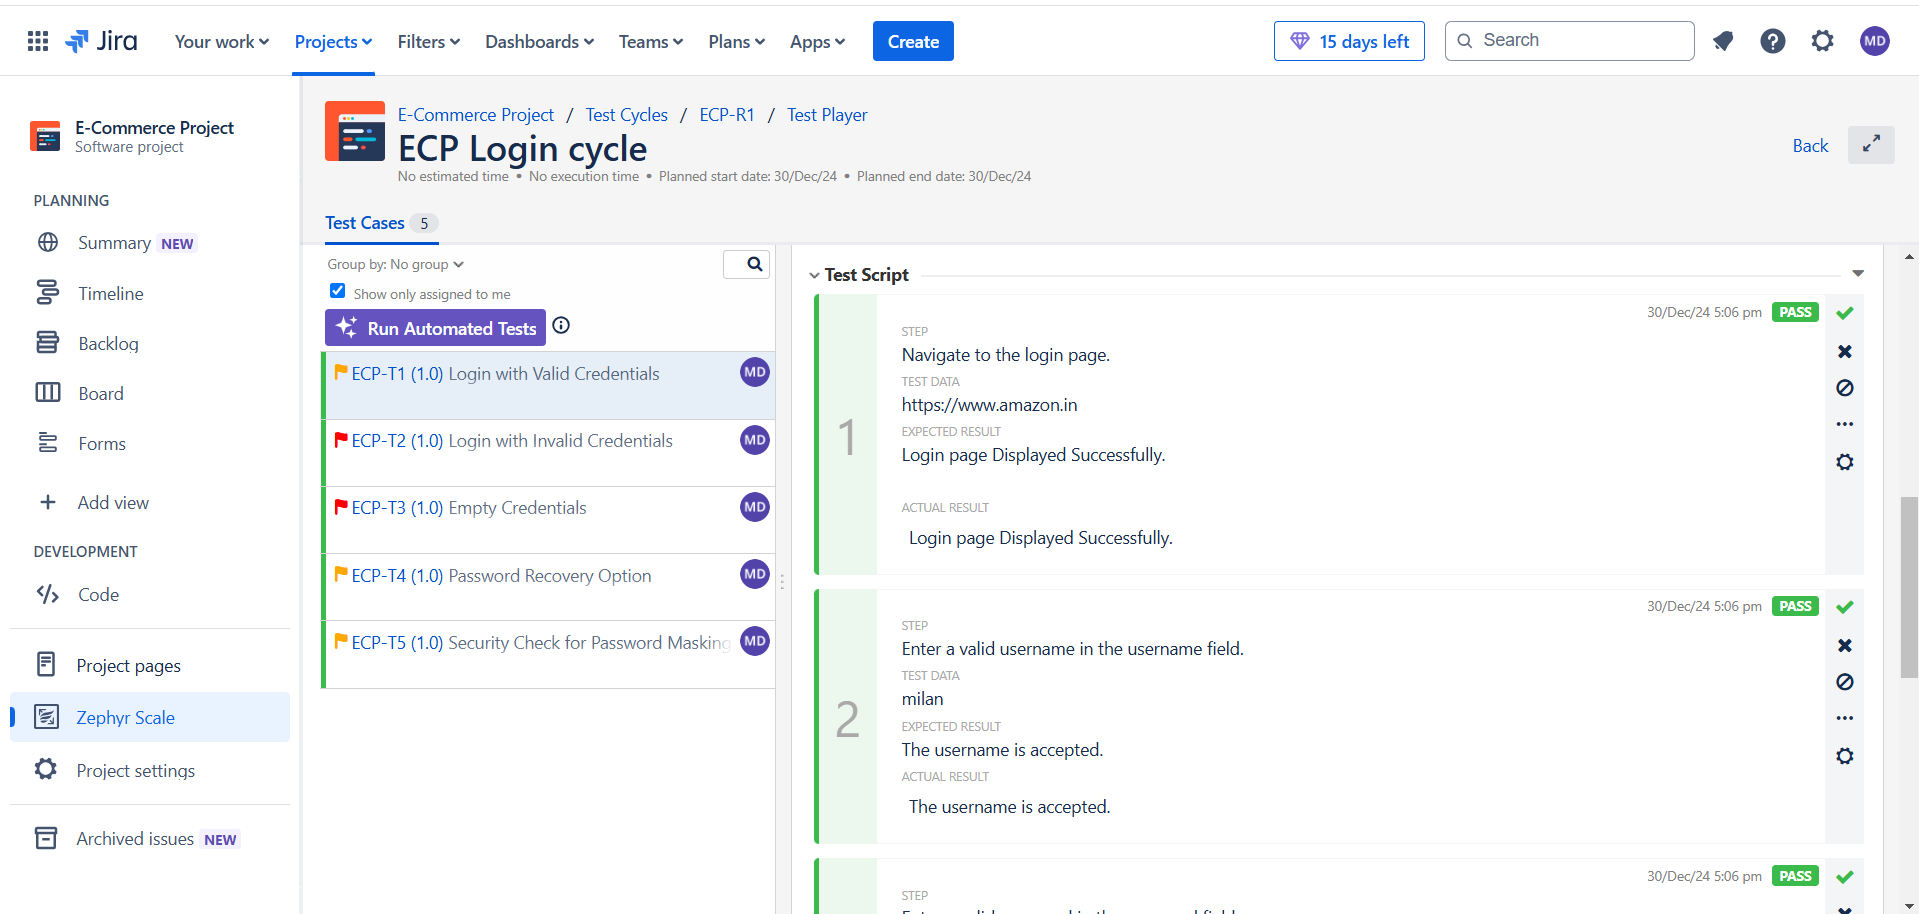 Jira
Your work
Projects
Filters
Dashboards
Teams
Plans
Apps
Create
15 days left
Search
MD
E-Commerce Project
Software project
PLANNING
Summary NEW
Timeline
Backlog
Board
Forms
Add view
DEVELOPMENT
Code
Project pages
Zephyr Scale
Project settings
Archived issues NEW
E-Commerce Project / Test Cycles / ECP-R1 / Test Player
ECP Login cycle
No estimated time • No execution time • Planned start date: 30/Dec/24 • Planned end date: 30/Dec/24
Back
Test Cases 5
Group by: No group
Show only assigned to me
Run Automated Tests
ECP-T1 (1.0) Login with Valid Credentials MD
ECP-T2 (1.0) Login with Invalid Credentials MD
ECP-T3 (1.0) Empty Credentials MD
ECP-T4 (1.0) Password Recovery Option MD
ECP-T5 (1.0) Security Check for Password Masking MD
Test Script
1
30/Dec/24 5:06 pm PASS
STEP
Navigate to the login page.
TEST DATA
https://www.amazon.in
EXPECTED RESULT
Login page Displayed Successfully.
ACTUAL RESULT
Login page Displayed Successfully.
2
30/Dec/24 5:06 pm PASS
STEP
Enter a valid username in the username field.
TEST DATA
milan
EXPECTED RESULT
The username is accepted.
ACTUAL RESULT
The username is accepted.
30/Dec/24 5:06 pm PASS
STEP